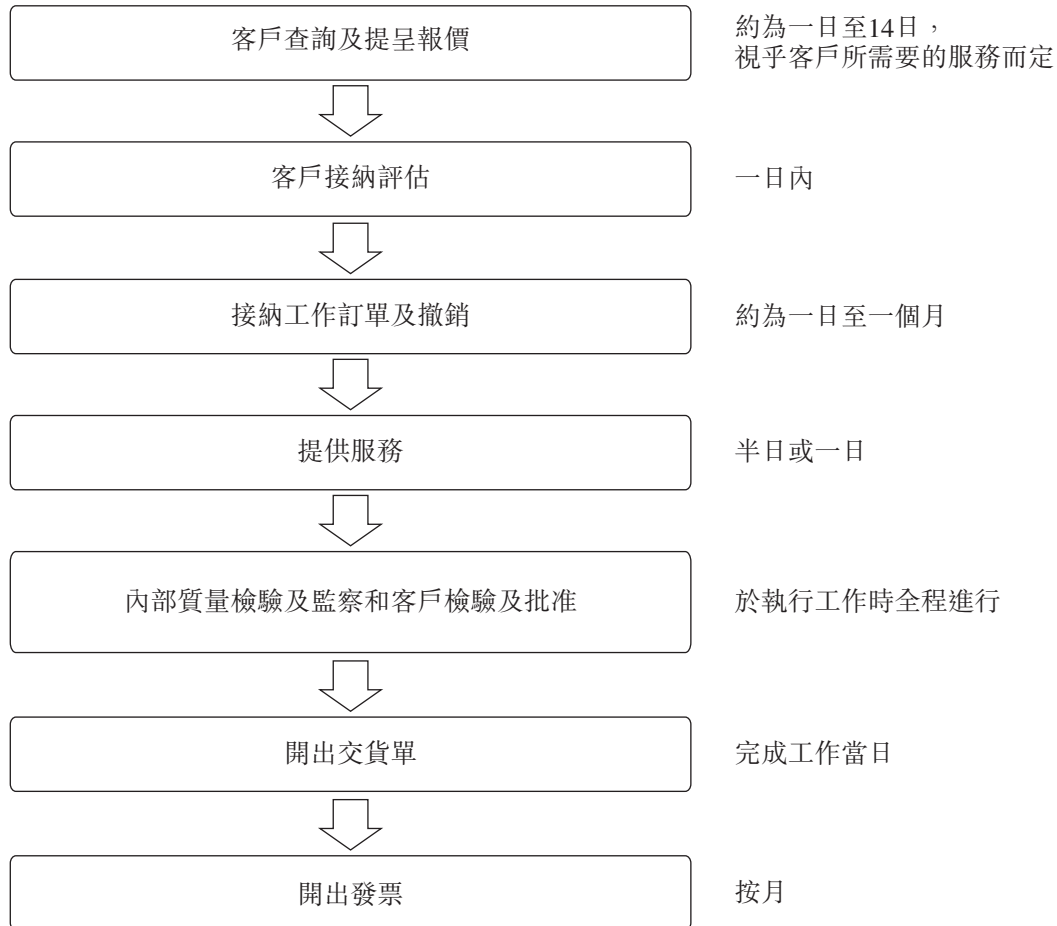 客戶查詢及提呈報價
約為一日至14日，
視乎客戶所需要的服務而定
客戶接納評估
一日內
接納工作訂單及撤銷
約為一日至一個月
提供服務
半日或一日
內部質量檢驗及監察和客戶檢驗及批准
於執行工作時全程進行
開出交貨單
完成工作當日
開出發票
按月